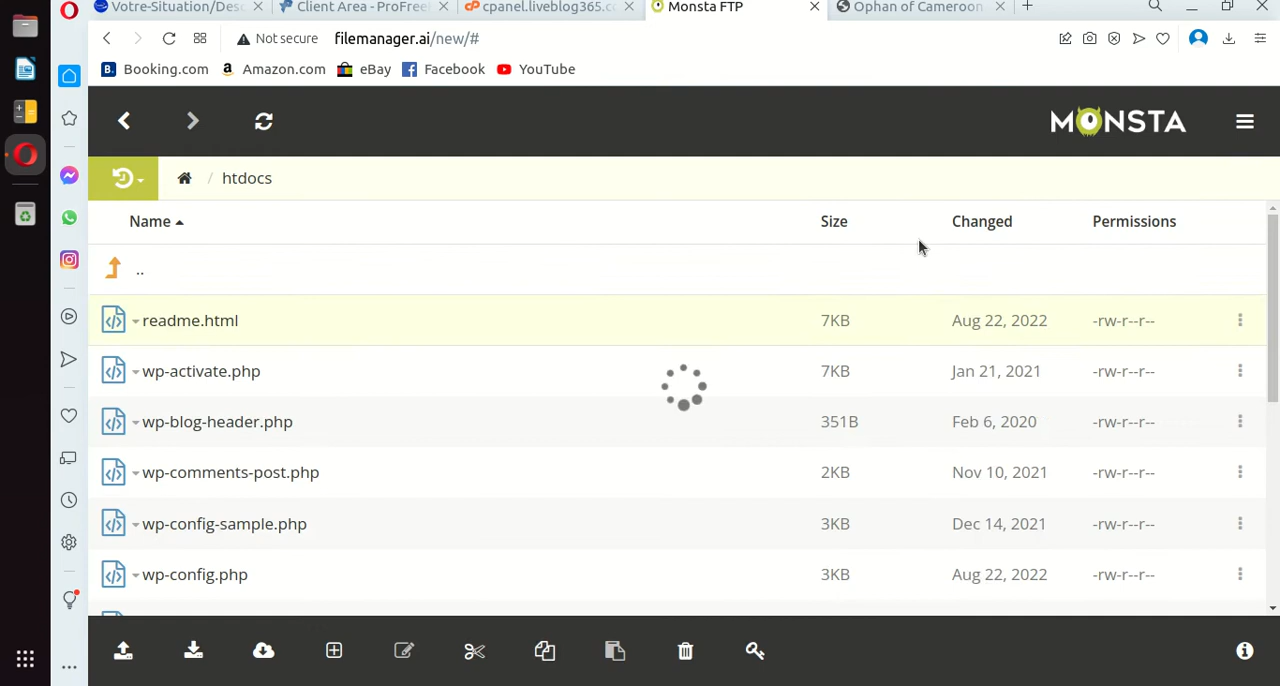 Votre-Situation/Desc
Client Area - ProFreeH
cpanel.liveblog365.co
Monsta FTP
Ophan of Cameroon
Not secure filemanager.ai/new/#
Booking.com Amazon.com eBay Facebook YouTube
MONSTA
/ htdocs
Name Size Changed Permissions
..
readme.html 7KB Aug 22, 2022 -rw-r--r--
wp-activate.php 7KB Jan 21, 2021 -rw-r--r--
wp-blog-header.php 351B Feb 6, 2020 -rw-r--r--
wp-comments-post.php 2KB Nov 10, 2021 -rw-r--r--
wp-config-sample.php 3KB Dec 14, 2021 -rw-r--r--
wp-config.php 3KB Aug 22, 2022 -rw-r--r--